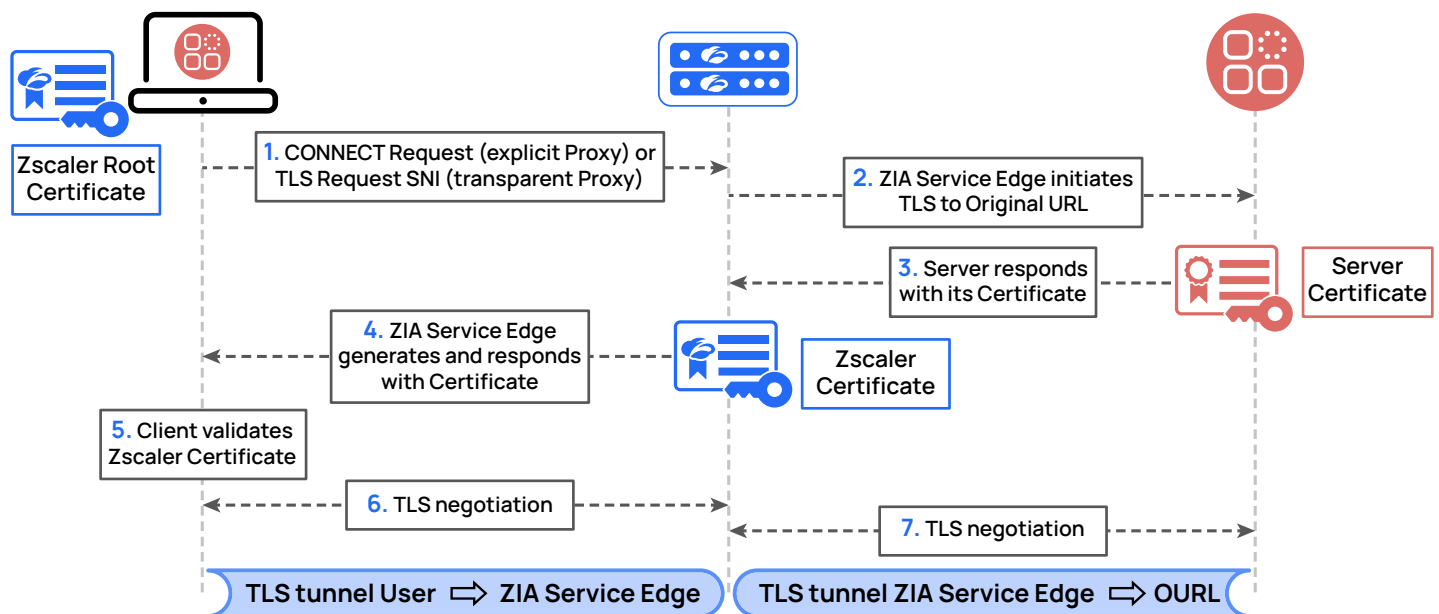 Zscaler Root
Certificate
1. CONNECT Request (explicit Proxy) or
TLS Request SNI (transparent Proxy)
2. ZIA Service Edge initiates
TLS to Original URL
3. Server responds
with its Certificate
Server
Certificate
4. ZIA Service Edge
generates and responds
with Certificate
Zscaler
Certificate
5. Client validates
Zscaler Certificate
6. TLS negotiation
7. TLS negotiation
TLS tunnel User ⇨ ZIA Service Edge
TLS tunnel ZIA Service Edge ⇨ OURL